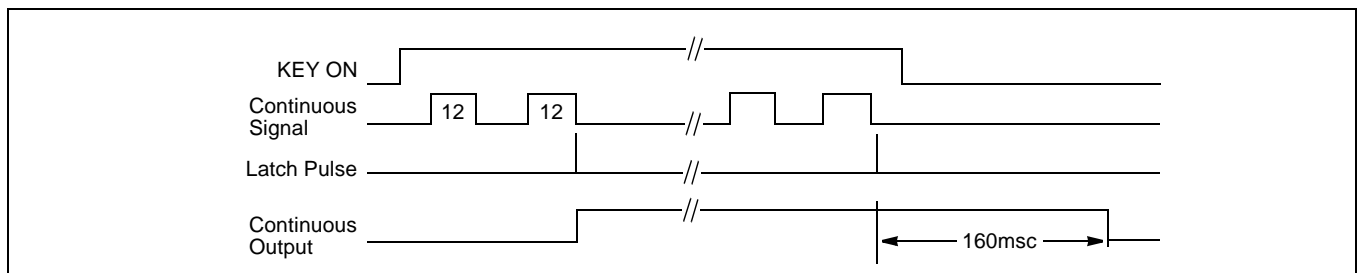 KEY ON
Continuous
Signal
12 12
Latch Pulse
Continuous
Output
160msc